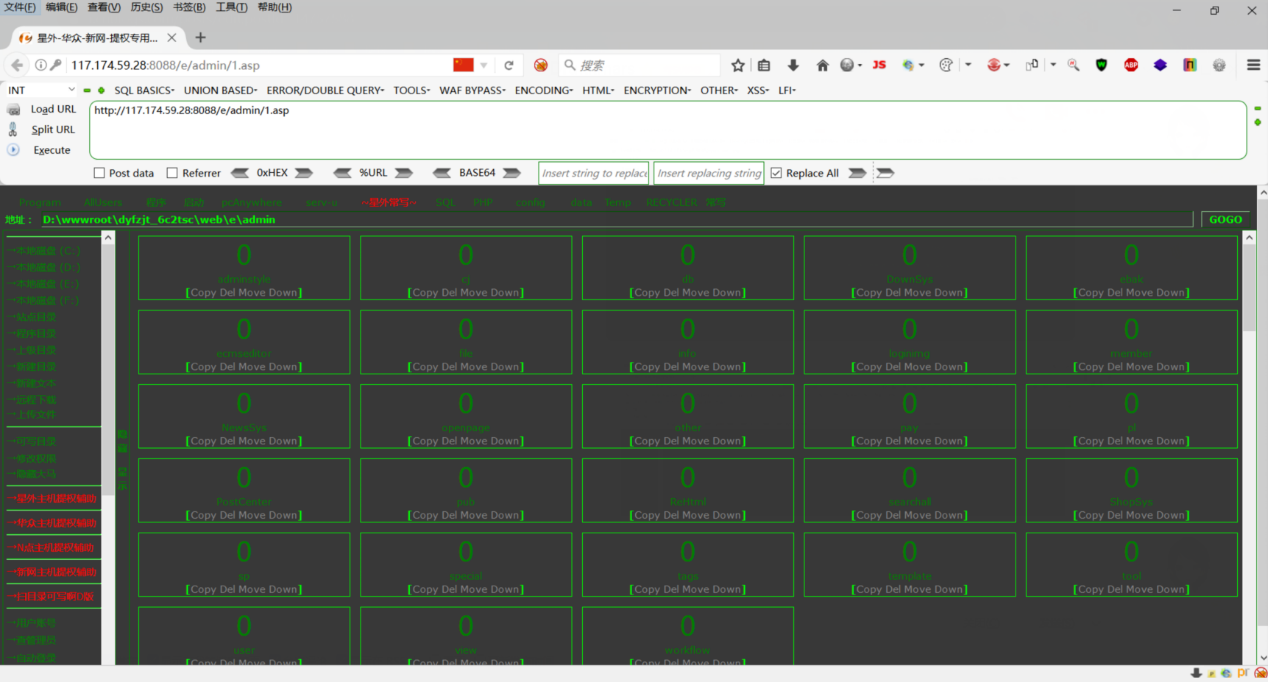 文件(F) 编辑(E) 查看(V) 历史(S) 书签(B) 工具(T) 帮助(H)
星外-华众-新网-提权专用...
117.174.59.28:8088/e/admin/1.asp
搜索
INT SQL BASICS UNION BASED ERROR/DOUBLE QUERY TOOLS WAF BYPASS ENCODING HTML ENCRYPTION OTHER XSS LFI
Load URL http://117.174.59.28:8088/e/admin/1.asp
Split URL
Execute
Post data Referrer 0xHEX %URL BASE64 Insert string to replace Insert replacing string Replace All
Program AllUsers 程序 启动 pcAnywhere serv-u ~星外常写~ SQL PHP config data Temp RECYCLER 常写
地址: D:\wwwroot\dyfzjt_6c2tsc\web\e\admin GOGO
→本地磁盘 (C:)
→本地磁盘 (D:)
→本地磁盘 (E:)
→本地磁盘 (F:)
→站点目录
→程序目录
→上级目录
→新建目录
→新建文本
→远程下载
→上传文件
→可写目录
→修改权限
→隐藏大马
→星外主机提权辅助
→华众主机提权辅助
→N点主机提权辅助
→新网主机提权辅助
→用户账号
→查管理员
→自动登录
隐藏
显示
0 0 0 0 0
adminstyle cj db DownSys ebak
[Copy Del Move Down] [Copy Del Move Down] [Copy Del Move Down] [Copy Del Move Down] [Copy Del Move Down]
0 0 0 0 0
ecmseditor file info loginimg member
[Copy Del Move Down] [Copy Del Move Down] [Copy Del Move Down] [Copy Del Move Down] [Copy Del Move Down]
0 0 0 0 0
NewsSys openpage other pay pl
[Copy Del Move Down] [Copy Del Move Down] [Copy Del Move Down] [Copy Del Move Down] [Copy Del Move Down]
0 0 0 0 0
PostCenter pub ReHtml searchall ShopSys
[Copy Del Move Down] [Copy Del Move Down] [Copy Del Move Down] [Copy Del Move Down] [Copy Del Move Down]
0 0 0 0 0
sp special tags template tool
[Copy Del Move Down] [Copy Del Move Down] [Copy Del Move Down] [Copy Del Move Down] [Copy Del Move Down]
0 0 0
user view workflow
[Copy Del Move Down] [Copy Del Move Down] [Copy Del Move Down]